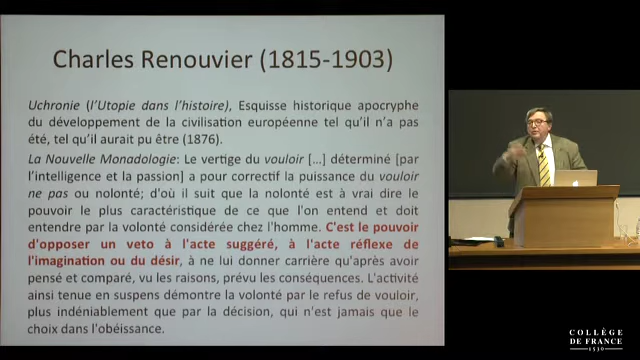 Charles Renouvier (1815-1903)
Uchronie (l'Utopie dans l'histoire), Esquisse historique apocryphe
du développement de la civilisation européenne tel qu'il n'a pas
été, tel qu'il aurait pu être (1876).
La Nouvelle Monadologie: Le vertige du vouloir [...] déterminé [par
l'intelligence et la passion] a pour correctif la puissance du vouloir
ne pas ou nolonté; d'où il suit que la nolonté est à vrai dire le
pouvoir le plus caractéristique de ce que l'on entend et doit
entendre par la volonté considérée chez l'homme. C'est le pouvoir
d'opposer un veto à l'acte suggéré, à l'acte réflexe de
l'imagination ou du désir, à ne lui donner carrière qu'après avoir
pensé et comparé, vu les raisons, prévu les conséquences. L'activité
ainsi tenue en suspens démontre la volonté par le refus de vouloir,
plus indéniablement que par la décision, qui n'est jamais que le
choix dans l'obéissance.
COLLÈGE
DE FRANCE
1530